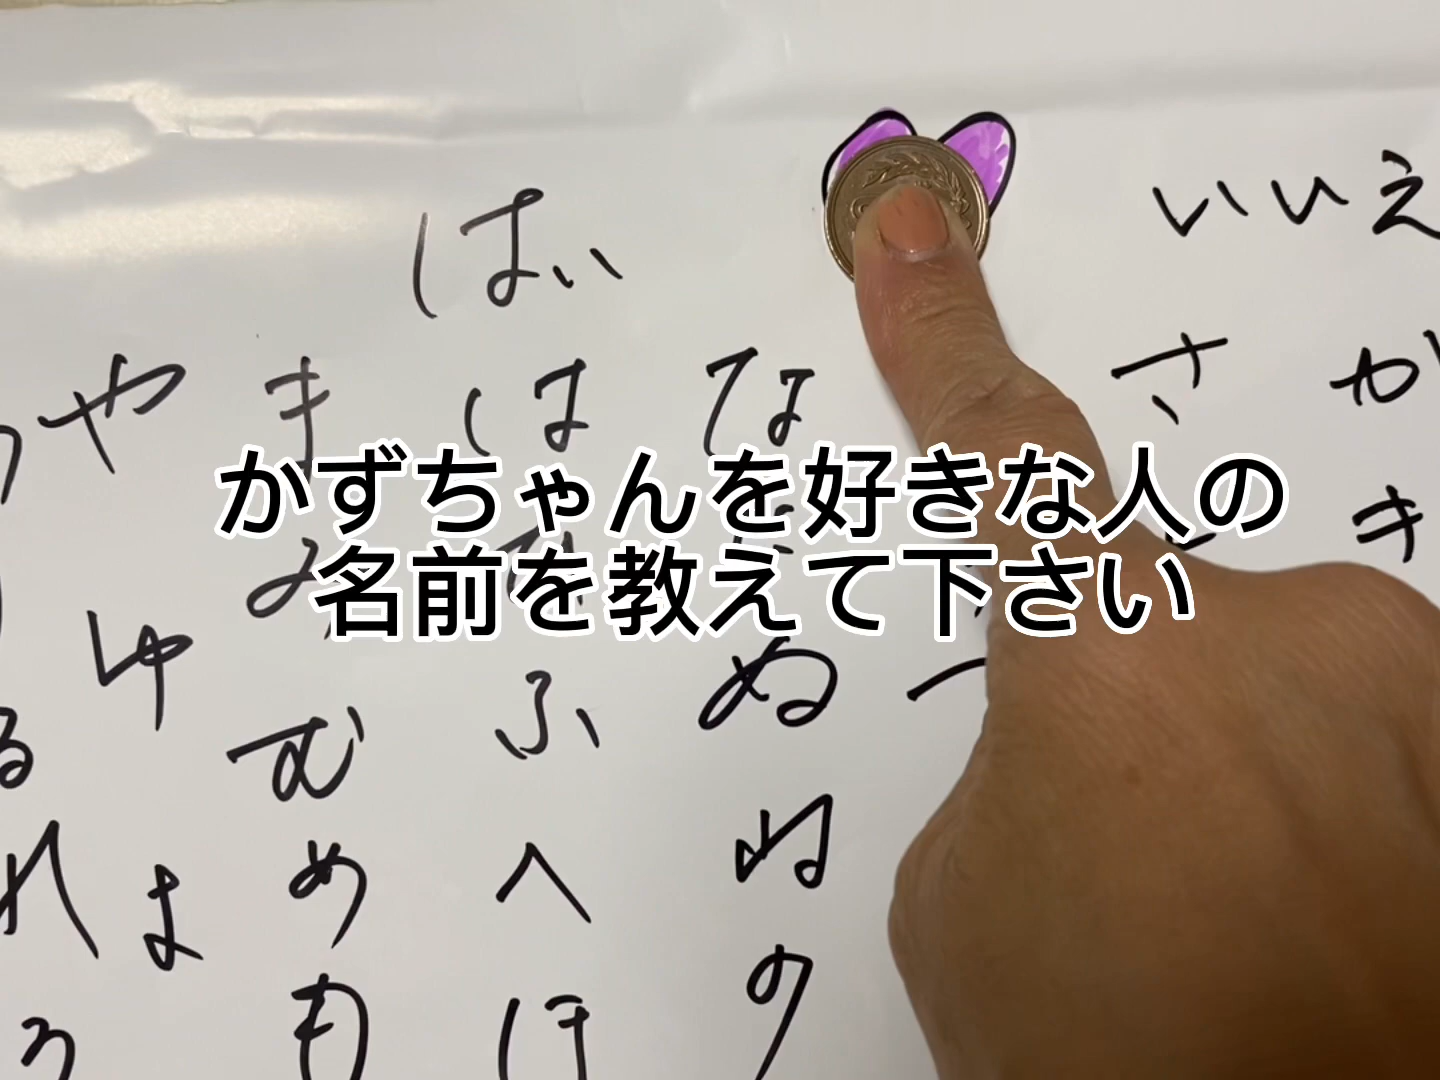 はい
いいえ
や ま は な さ か
かずちゃんを好きな人の
名前を教えて下さい
み ひ き
ゆ む ふ ぬ
る
れ よ め へ ね
ろ も ほ の